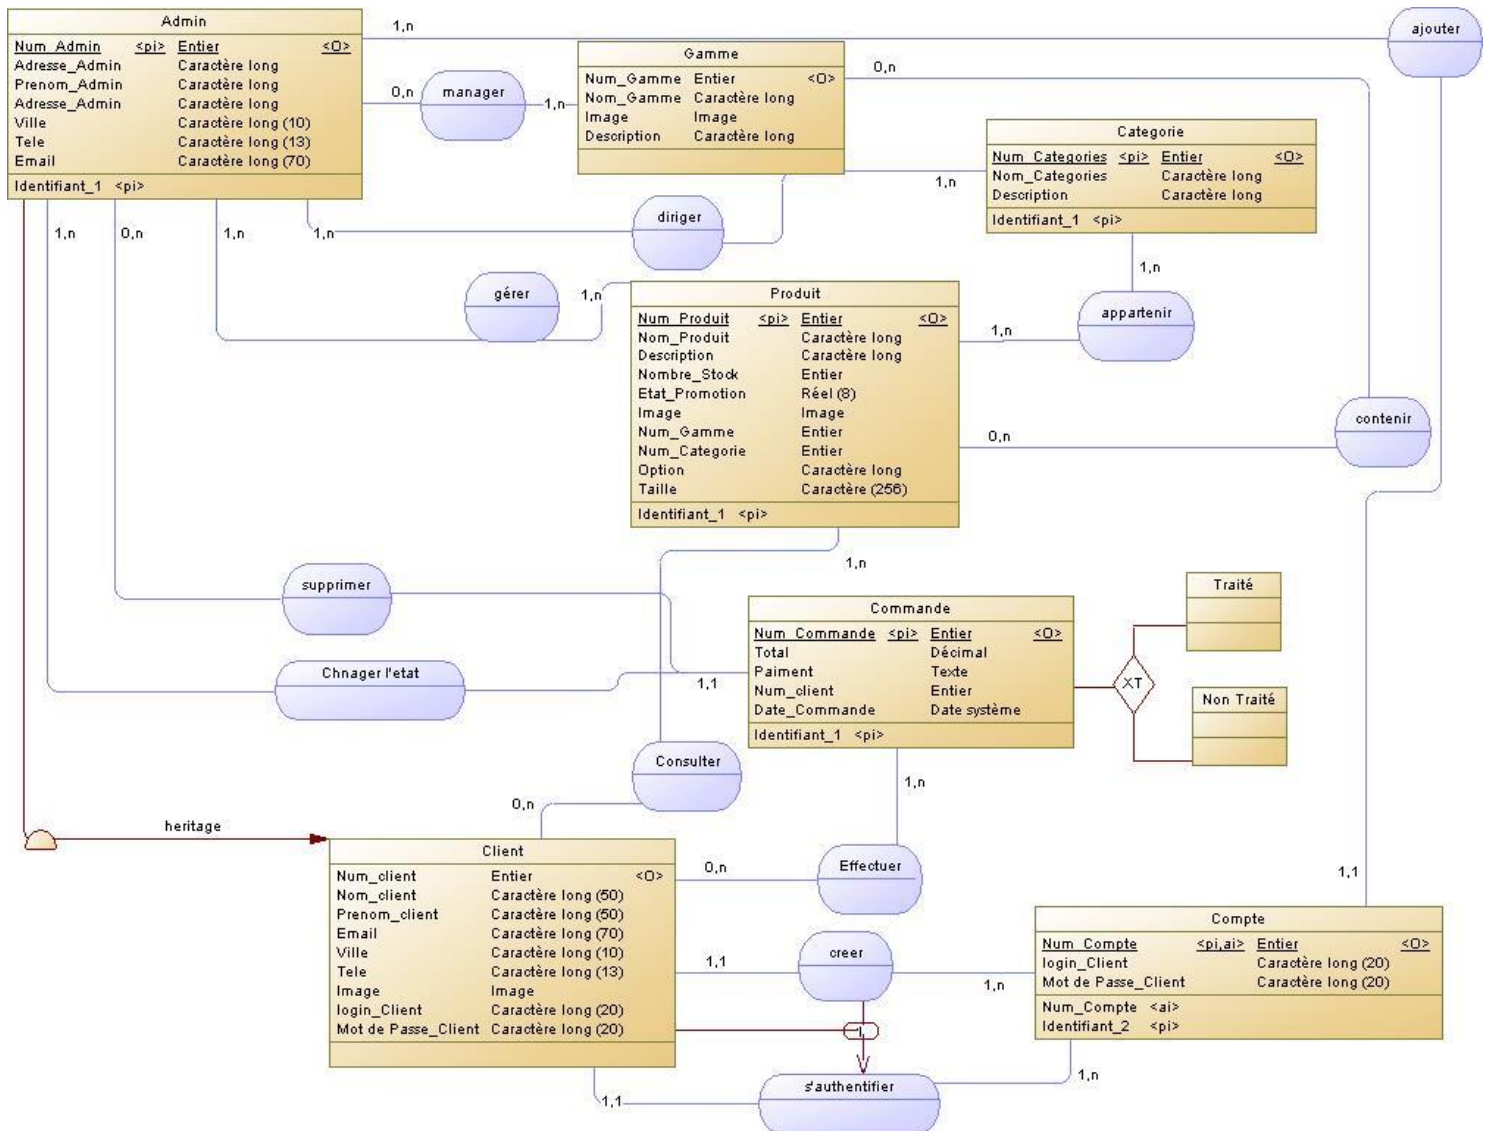 Admin
Num_Admin <pi> Entier <O>
Adresse_Admin Caractère long
Prenom_Admin Caractère long
Adresse_Admin Caractère long
Ville Caractère long (10)
Tele Caractère long (13)
Email Caractère long (70)
Identifiant_1 <pi>
1,n
ajouter
0,n
manager
1,n
Gamme
Num_Gamme Entier <O>
Nom_Gamme Caractère long
Image Image
Description Caractère long
0,n
1,n
Categorie
Num_Categories <pi> Entier <O>
Nom_Categories Caractère long
Description Caractère long
Identifiant_1 <pi>
1,n
0,n
1,n
1,n
diriger
gérer
1,n
1,n
appartenir
1,n
Produit
Num_Produit <pi> Entier <O>
Nom_Produit Caractère long
Description Caractère long
Nombre_Stock Entier
Etat_Promotion Réel (8)
Image Image
Num_Gamme Entier
Num_Categorie Entier
Option Caractère long
Taille Caractère (256)
Identifiant_1 <pi>
0,n
contenir
1,n
supprimer
Chnager l'etat
1,1
Commande
Num_Commande <pi> Entier <O>
Total Décimal
Paiment Texte
Num_client Entier
Date_Commande Date système
Identifiant_1 <pi>
Traité
XT
Non Traité
Consulter
0,n
1,n
heritage
Client
Num_client Entier <O>
Nom_client Caractère long (50)
Prenom_client Caractère long (50)
Email Caractère long (70)
Ville Caractère long (10)
Tele Caractère long (13)
Image Image
login_Client Caractère long (20)
Mot de Passe_Client Caractère long (20)
0,n
Effectuer
1,1
creer
1,n
1,1
Compte
Num_Compte <pi,ai> Entier <O>
login_Client Caractère long (20)
Mot de Passe_Client Caractère long (20)
Num_Compte <ai>
Identifiant_2 <pi>
I
1,1
s'authentifier
1,n